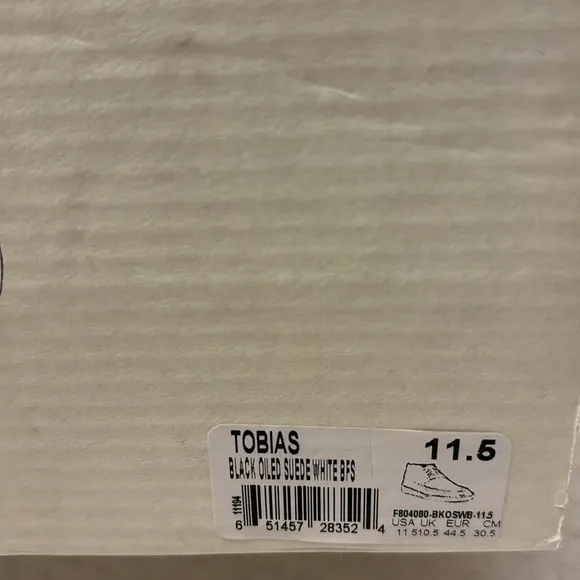 TOBIAS 11.5
BLACK OILED SUEDE WHITE BFS
11194
6 51457 28352 4
F804080-BKOSWB-11.5
USA UK EUR CM
11.5 10.5 44.5 30.5